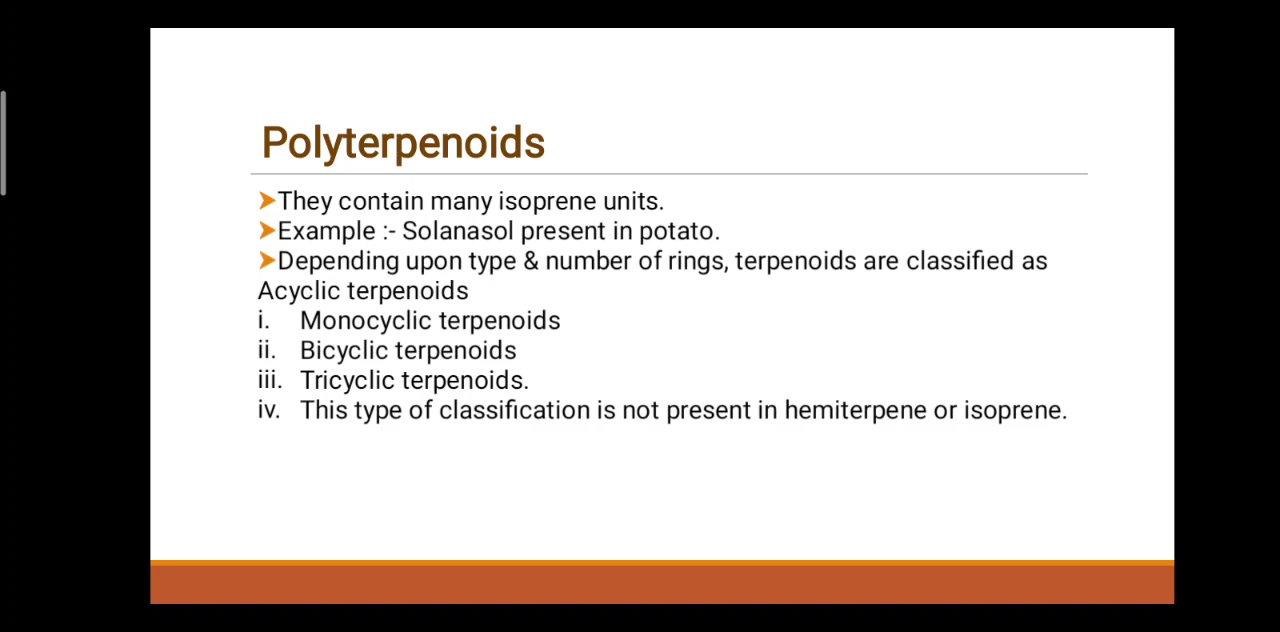 Polyterpenoids
➤They contain many isoprene units.
➤Example :- Solanasol present in potato.
➤Depending upon type & number of rings, terpenoids are classified as
Acyclic terpenoids
i. Monocyclic terpenoids
ii. Bicyclic terpenoids
iii. Tricyclic terpenoids.
iv. This type of classification is not present in hemiterpene or isoprene.